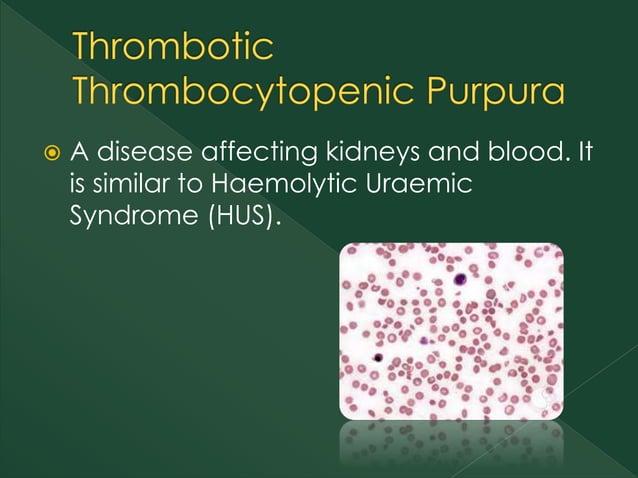 Thrombotic
Thrombocytopenic Purpura
A disease affecting kidneys and blood. It
is similar to Haemolytic Uraemic
Syndrome (HUS).